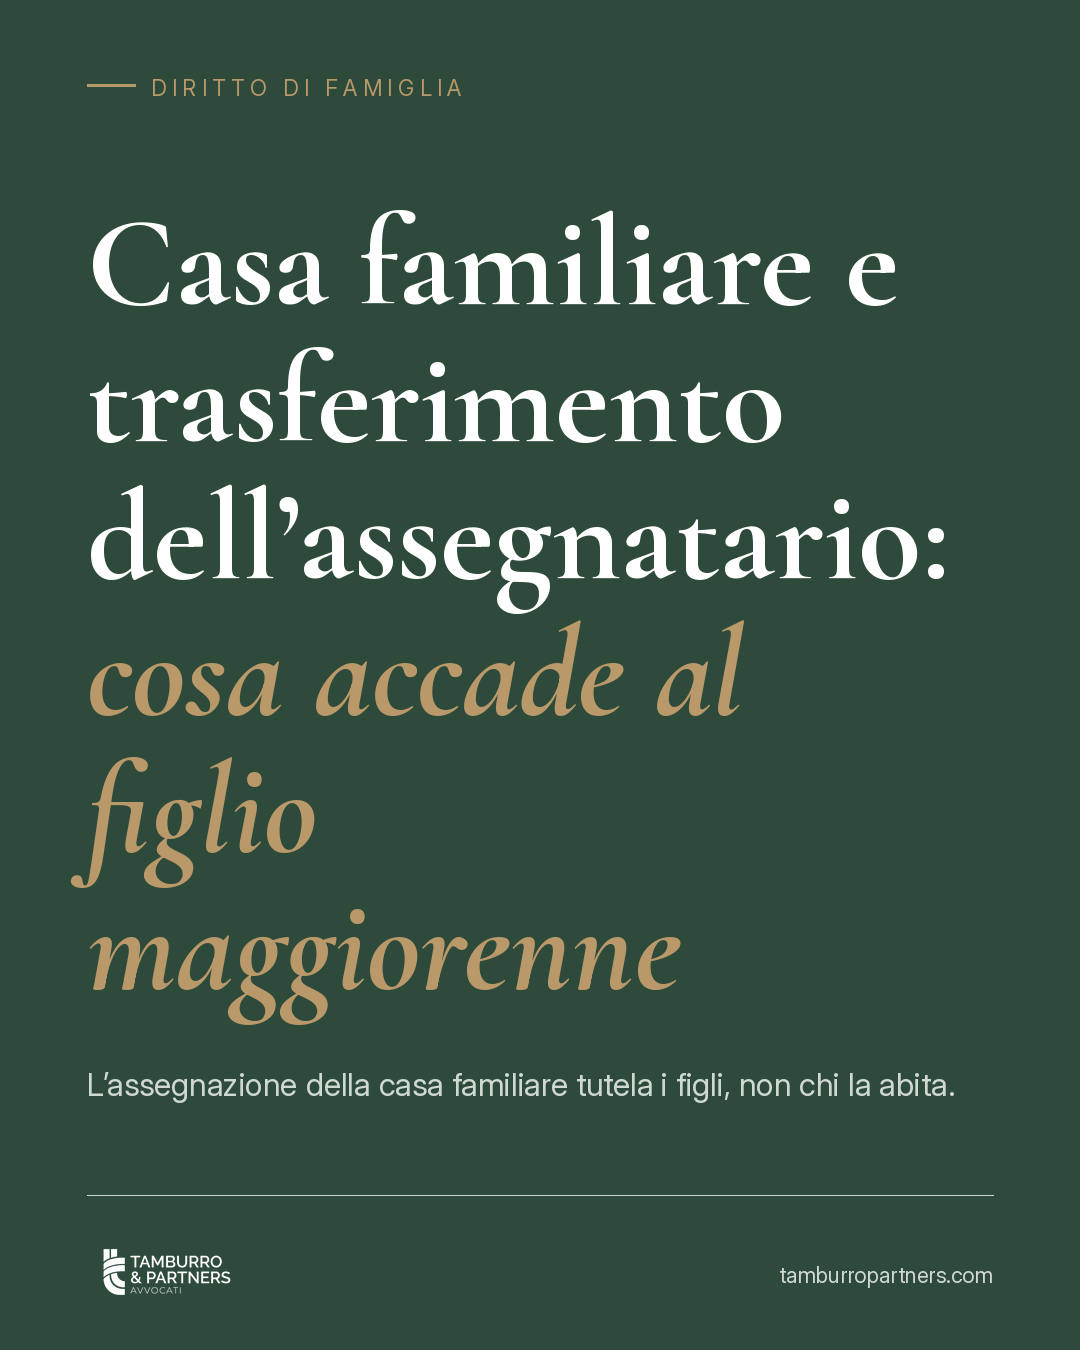 DIRITTO DI FAMIGLIA
Casa familiare e
trasferimento
dell’assegnatario:
cosa accade al
figlio
maggiorenne
L’assegnazione della casa familiare tutela i figli, non chi la abita.
TAMBURRO
& PARTNERS
AVVOCATI
tamburropartners.com